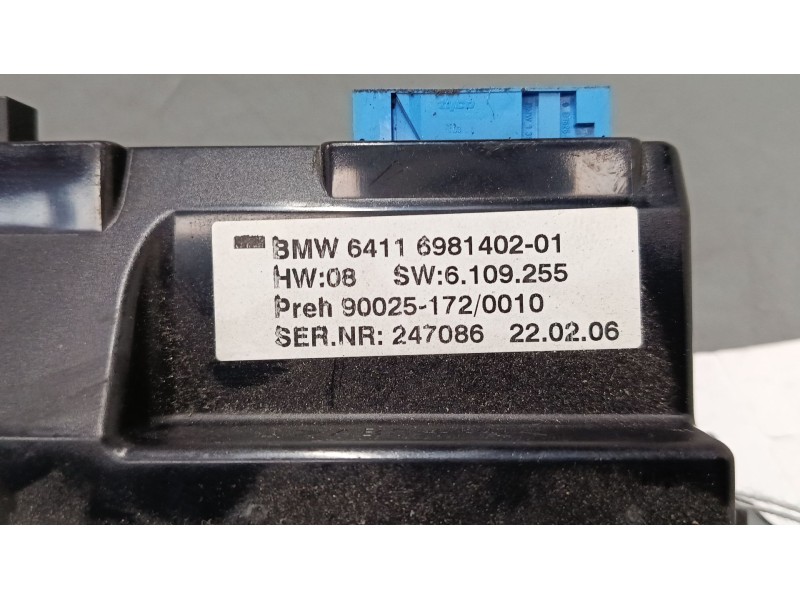 BMW 6411 6981402-01
HW:08 SW:6.109.255
Preh 90025-172/0010
SER.NR: 247086 22.02.06